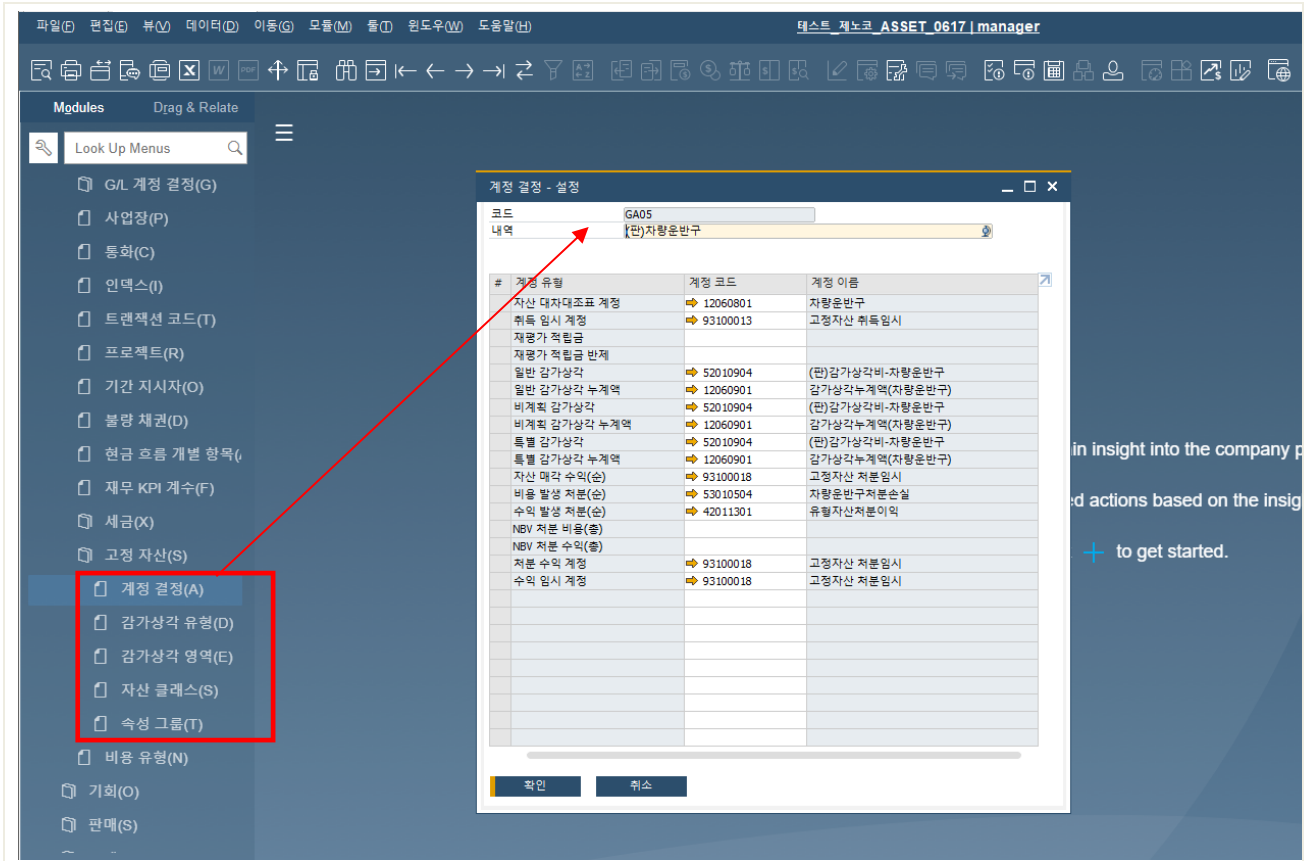 파일(F) 편집(E) 뷰(V) 데이터(D) 이동(G) 모듈(M) 툴(T) 윈도우(W) 도움말(H) 테스트_제노코_ASSET_0617 | manager
Modules Drag & Relate
Look Up Menus
G/L 계정 결정(G)
사업장(P)
통화(C)
인덱스(I)
트랜잭션 코드(T)
프로젝트(R)
기간 지시자(O)
불량 채권(D)
현금 흐름 개별 항목(
재무 KPI 계수(F)
세금(X)
고정 자산(S)
계정 결정(A)
감가상각 유형(D)
감가상각 영역(E)
자산 클래스(S)
속성 그룹(T)
비용 유형(N)
기회(O)
판매(S)
계정 결정 - 설정
코드 GA05
내역 (판)차량운반구
# 계정 유형 계정 코드 계정 이름
자산 대차대조표 계정 12060801 차량운반구
취득 임시 계정 93100013 고정자산 취득임시
재평가 적립금
재평가 적립금 반제
일반 감가상각 52010904 (판)감가상각비-차량운반구
일반 감가상각 누계액 12060901 감가상각누계액(차량운반구)
비계획 감가상각 52010904 (판)감가상각비-차량운반구
비계획 감가상각 누계액 12060901 감가상각누계액(차량운반구)
특별 감가상각 52010904 (판)감가상각비-차량운반구
특별 감가상각 누계액 12060901 감가상각누계액(차량운반구)
자산 매각 수익(순) 93100018 고정자산 처분임시
비용 발생 처분(순) 53010504 차량운반구처분손실
수익 발생 처분(순) 42011301 유형자산처분이익
NBV 처분 비용(총)
NBV 처분 수익(총)
처분 수익 계정 93100018 고정자산 처분임시
수익 임시 계정 93100018 고정자산 처분임시
확인 취소
in insight into the company p
ed actions based on the insig
to get started.